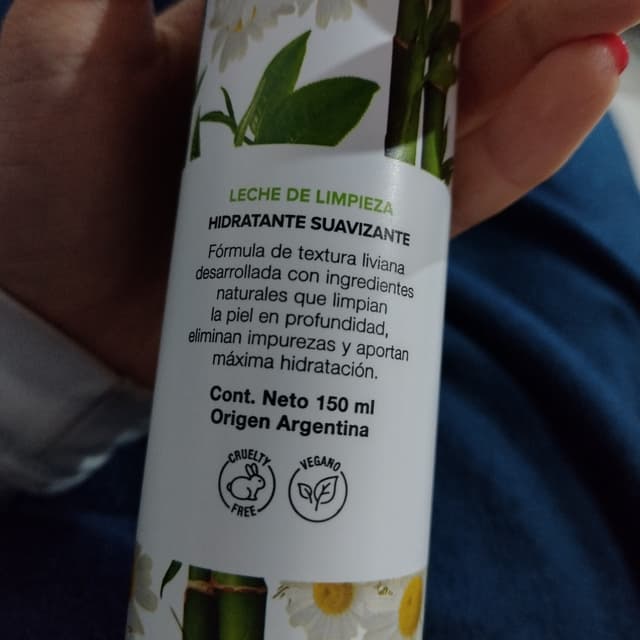 LECHE DE LIMPIEZA
HIDRATANTE SUAVIZANTE
Fórmula de textura liviana
desarrollada con ingredientes
naturales que limpian
la piel en profundidad,
eliminan impurezas y aportan
máxima hidratación.
Cont. Neto 150 ml
Origen Argentina
CRUELTY FREE
VEGANO